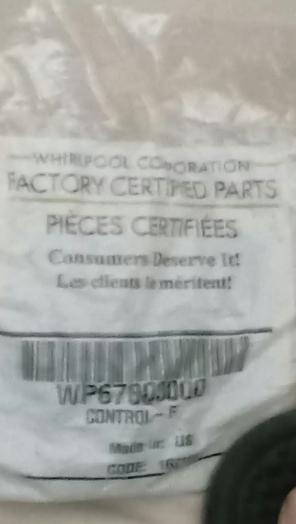 WHIRLPOOL CORPORATION
FACTORY CERTIFIED PARTS
PIÈCES CERTIFIÉES
Consumers Deserve It!
Les clients le méritent!
CONTROL-F
Made in: US
CODE: